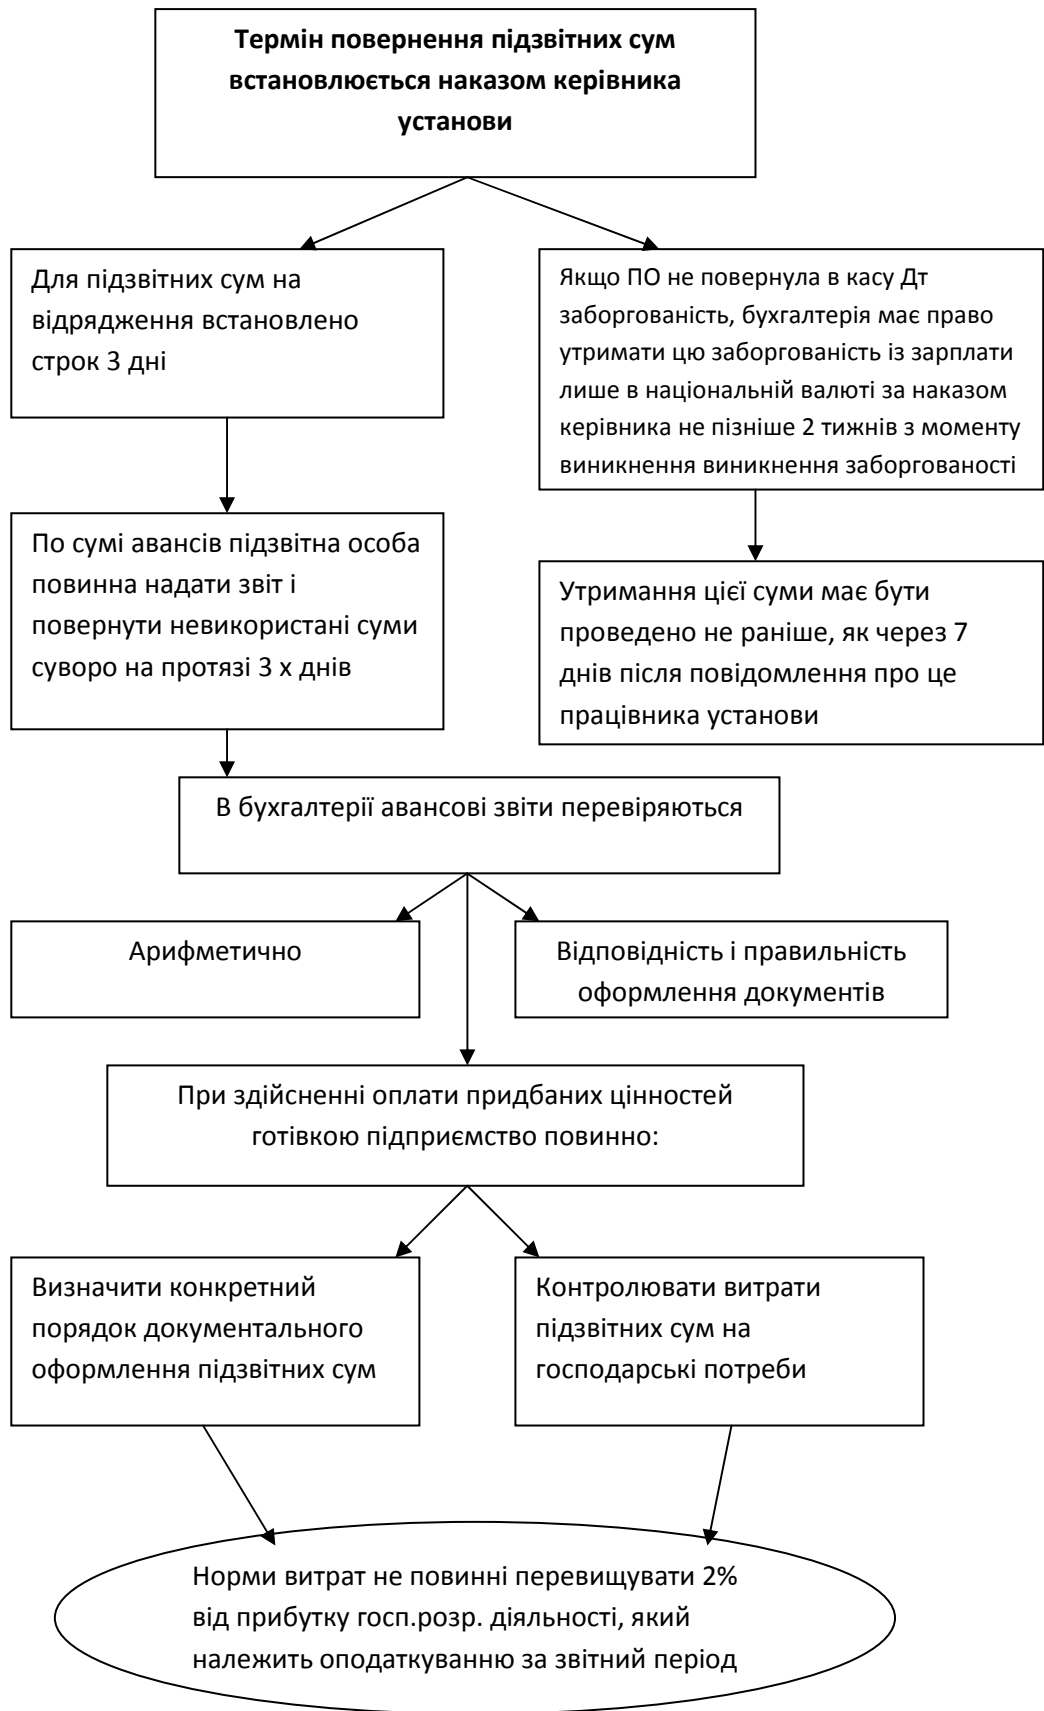 Термін повернення підзвітних сум
встановлюється наказом керівника
установи
Для підзвітних сум на
відрядження встановлено
строк 3 дні
Якщо ПО не повернула в касу Дт
заборгованість, бухгалтерія має право
утримати цю заборгованість із зарплати
лише в національній валюті за наказом
керівника не пізніше 2 тижнів з моменту
виникнення виникнення заборгованості
По сумі авансів підзвітна особа
повинна надати звіт і
повернути невикористані суми
суворо на протязі 3 х днів
Утримання цієї суми має бути
проведено не раніше, як через 7
днів після повідомлення про це
працівника установи
В бухгалтерії авансові звіти перевіряються
Арифметично
Відповідність і правильність
оформлення документів
При здійсненні оплати придбаних цінностей
готівкою підприємство повинно:
Визначити конкретний
порядок документального
оформлення підзвітних сум
Контролювати витрати
підзвітних сум на
господарські потреби
Норми витрат не повинні перевищувати 2%
від прибутку госп.розр. діяльності, який
належить оподаткуванню за звітний період